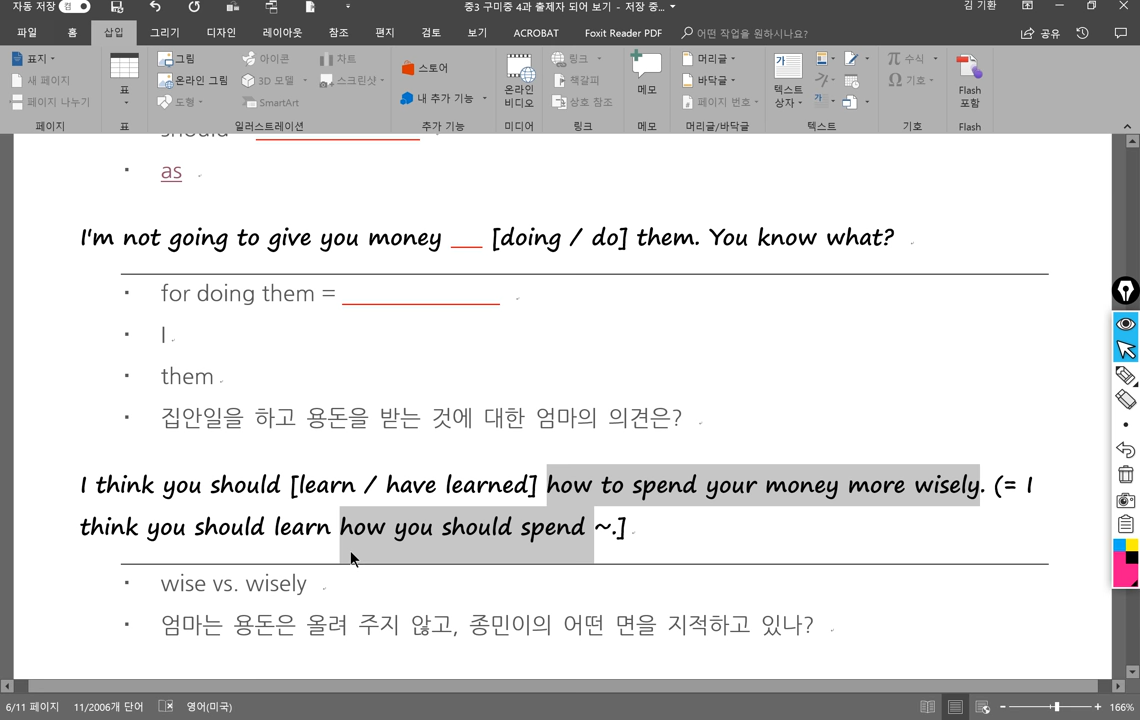 자동 저장 켬 중3 구미중 4과 출제자 되어 보기 - 저장 중... 김 기환
파일 홈 삽입 그리기 디자인 레이아웃 참조 편지 검토 보기 ACROBAT Foxit Reader PDF 어떤 작업을 원하시나요? 공유
표지
새 페이지
페이지 나누기
페이지
표
표
그림
온라인 그림
도형
아이콘
3D 모델
SmartArt
차트
스크린샷
일러스트레이션
스토어
내 추가 기능
추가 기능
온라인
비디오
미디어
링크
책갈피
상호 참조
링크
메모
메모
머리글
바닥글
페이지 번호
머리글/바닥글
텍스트
상자
텍스트
수식
기호
기호
Flash
포함
Flash
should
as
I'm not going to give you money ___ [doing / do] them. You know what?
for doing them = ______________
I
them
집안일을 하고 용돈을 받는 것에 대한 엄마의 의견은?
I think you should [learn / have learned] how to spend your money more wisely. (= I
think you should learn how you should spend ~.]
wise vs. wisely
엄마는 용돈은 올려 주지 않고, 종민이의 어떤 면을 지적하고 있나?
6/11 페이지 11/2006개 단어 영어(미국) 166%